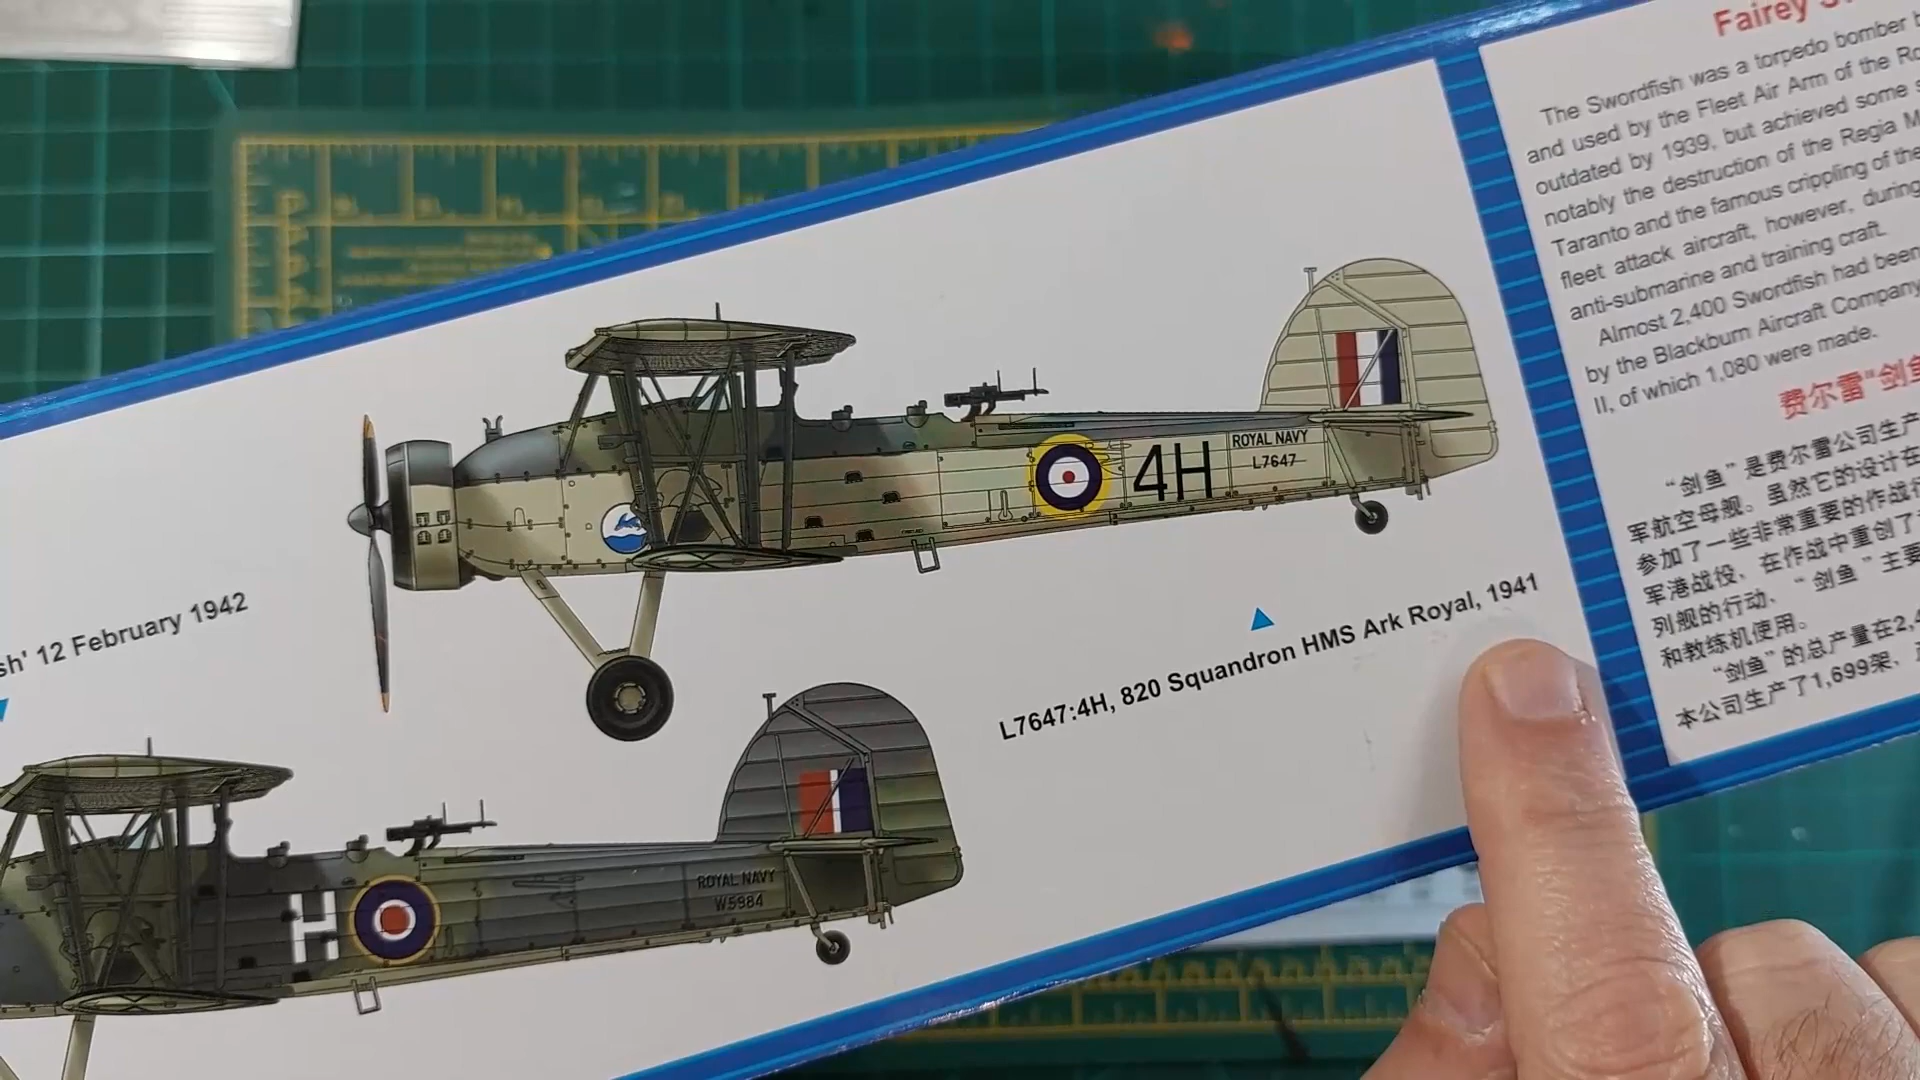 4H
ROYAL NAVY
L7647
sh' 12 February 1942
L7647:4H, 820 Squandron HMS Ark Royal, 1941
H
ROYAL NAVY
W5984
Fairey
The Swordfish was a torpedo bomber
and used by the Fleet Air Arm of the
outdated by 1939, but achieved some
notably the destruction of the Regia
Taranto and the famous crippling of the
fleet attack aircraft, however, during
anti-submarine and training craft.
Almost 2,400 Swordfish had been
by the Blackburn Aircraft Company
II, of which 1,080 were made.
费尔雷“剑鱼
“剑鱼”是费尔雷公司生产
军航空母舰。虽然它的设计在
参加了一些非常重要的作战行
军港战役、在作战中重创了
列舰的行动、“剑鱼”主要
和教练机使用。
“剑鱼”的总产量在2,4
本公司生产了1,699架、